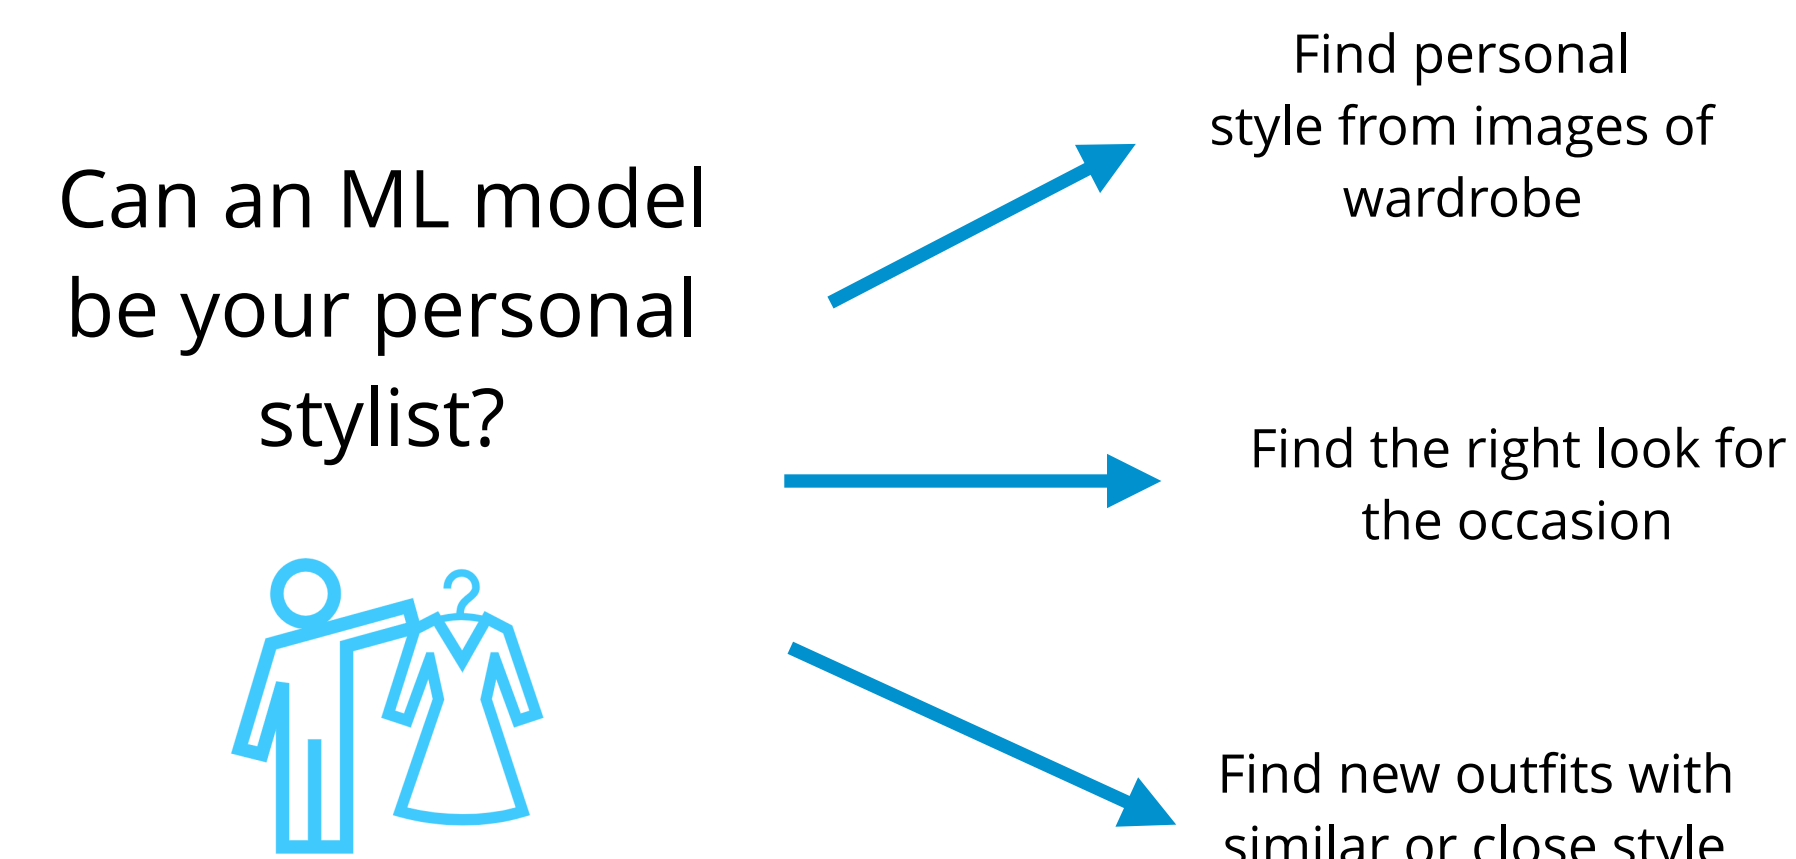 Can an ML model
be your personal
stylist?
Find personal
style from images of
wardrobe
Find the right look for
the occasion
Find new outfits with
similar or close style